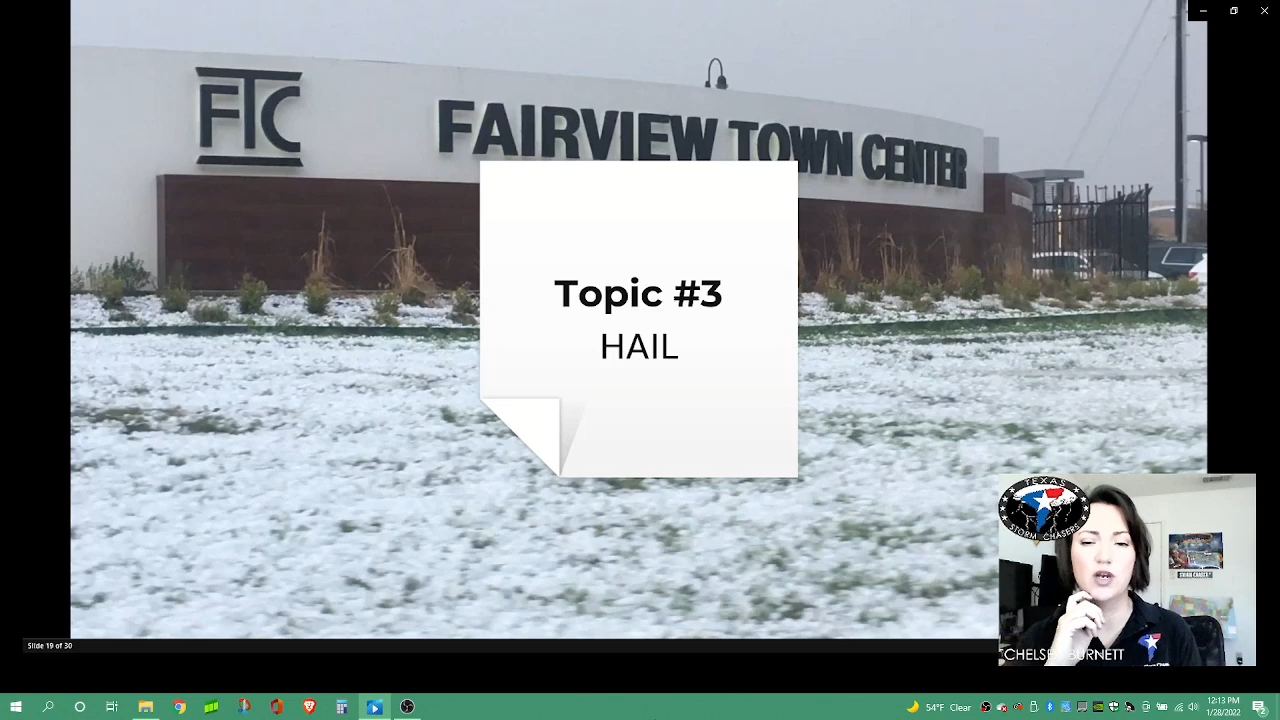 FTC
FAIRVIEW TOWN CENTER
Topic #3
HAIL
TEXAS
STORM CHASERS
CHELSEA BURNETT
Slide 19 of 30
54°F Clear
12:13 PM
1/28/2022